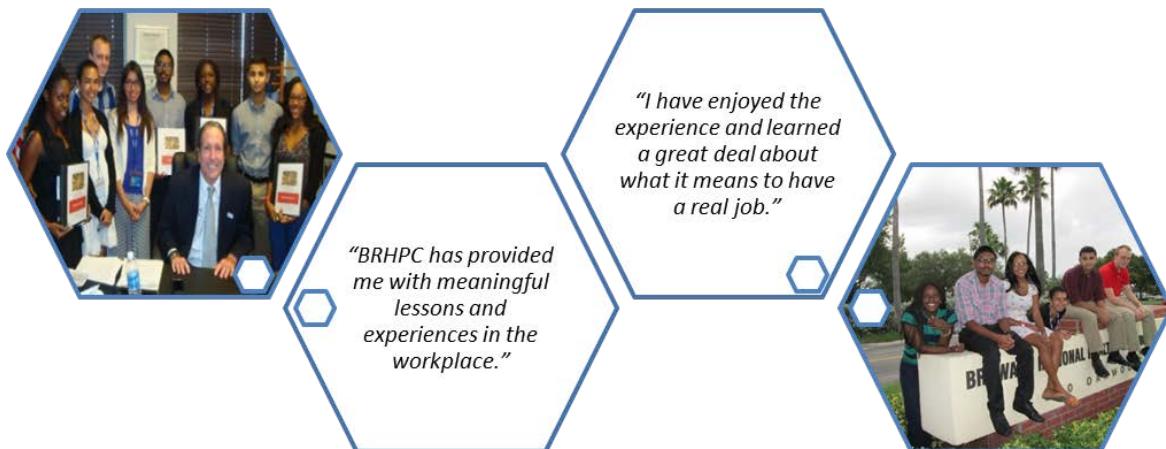 “BRHPC has provided
me with meaningful
lessons and
experiences in the
workplace.”
“I have enjoyed the
experience and learned
a great deal about
what it means to have
a real job.”